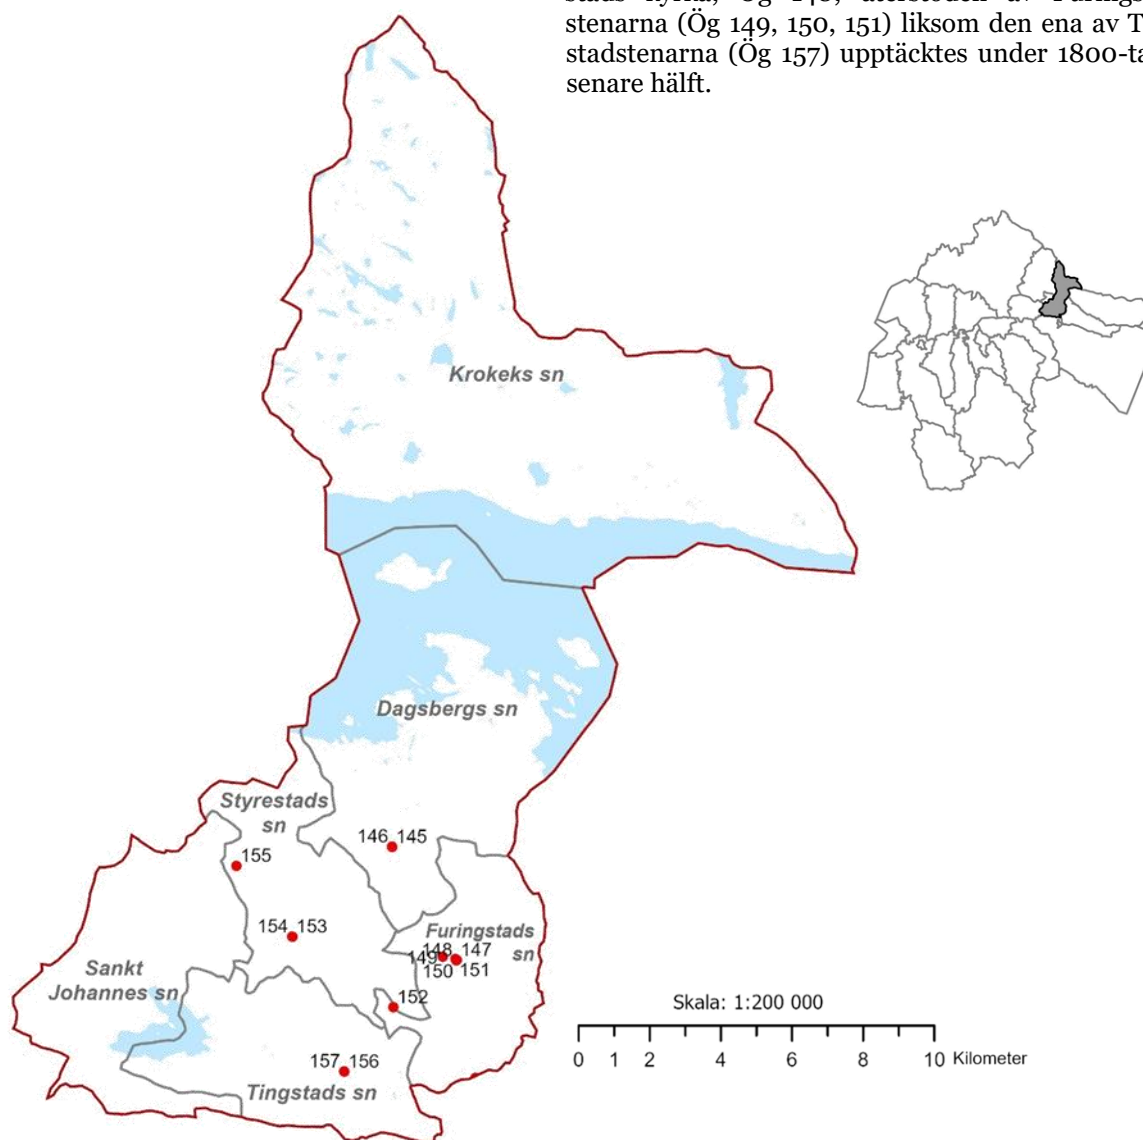 stenarna (Ög 149, 150, 151) liksom den ena av T
stadstenarna (Ög 157) upptäcktes under 1800-ta
senare hälft.
Krokeks sn
Dagsbergs sn
Styrestads
sn
146 145
155
154 153
Furingstads
sn
148 147
149
150 151
Sankt
Johannes sn
152
157 156
Tingstads sn
Skala: 1:200 000
0 1 2 4 6 8 10 Kilometer